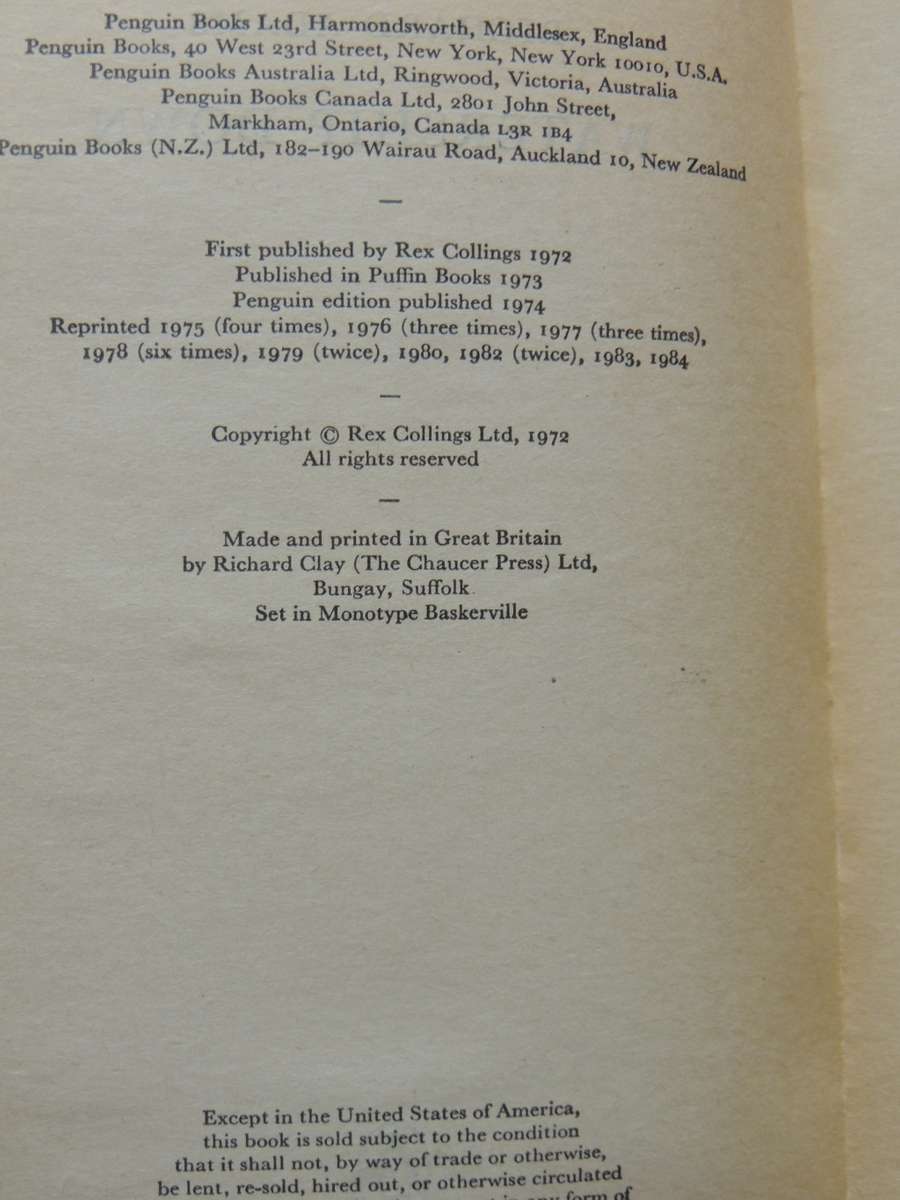 Penguin Books Ltd, Harmondsworth, Middlesex, England
Penguin Books, 40 West 23rd Street, New York, New York 10010, U.S.A.
Penguin Books Australia Ltd, Ringwood, Victoria, Australia
Penguin Books Canada Ltd, 2801 John Street,
Markham, Ontario, Canada L3R 1B4
Penguin Books (N.Z.) Ltd, 182–190 Wairau Road, Auckland 10, New Zealand
—
First published by Rex Collings 1972
Published in Puffin Books 1973
Penguin edition published 1974
Reprinted 1975 (four times), 1976 (three times), 1977 (three times),
1978 (six times), 1979 (twice), 1980, 1982 (twice), 1983, 1984
—
Copyright © Rex Collings Ltd, 1972
All rights reserved
—
Made and printed in Great Britain
by Richard Clay (The Chaucer Press) Ltd,
Bungay, Suffolk
Set in Monotype Baskerville
Except in the United States of America,
this book is sold subject to the condition
that it shall not, by way of trade or otherwise,
be lent, re-sold, hired out, or otherwise circulated
in any form of